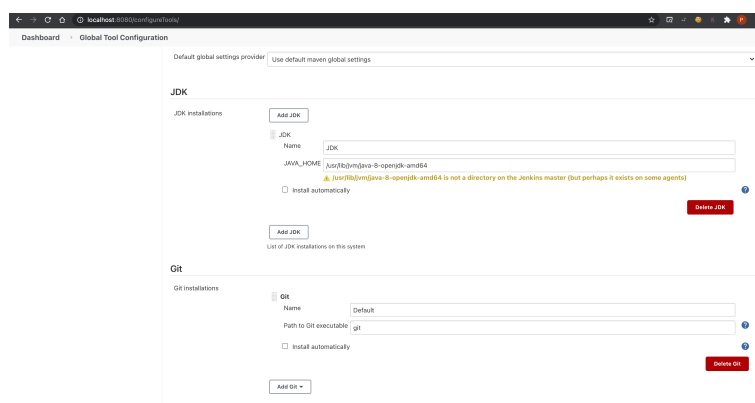 localhost:8080/configureTools/
Dashboard Global Tool Configuration
Default global settings provider Use default maven global settings
JDK
JDK installations Add JDK
JDK
Name JDK
JAVA_HOME /usr/lib/jvm/java-8-openjdk-amd64
/usr/lib/jvm/java-8-openjdk-amd64 is not a directory on the Jenkins master (but perhaps it exists on some agents)
Install automatically
Delete JDK
Add JDK
List of JDK installations on this system
Git
Git installations
Git
Name Default
Path to Git executable git
Install automatically
Delete Git
Add Git